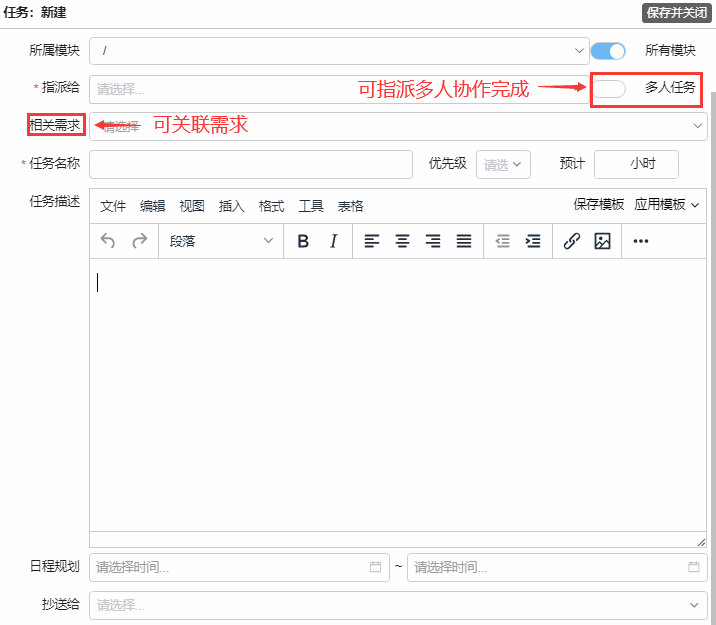 任务：新建 保存并关闭
所属模块 / 所有模块
* 指派给 请选择... 可指派多人协作完成 多人任务
相关需求 请选择 可关联需求
* 任务名称 优先级 请选 预计 小时
任务描述 文件 编辑 视图 插入 格式 工具 表格 保存模板 应用模板
段落 B I
日程规划 请选择时间... ~ 请选择时间...
抄送给 请选择...